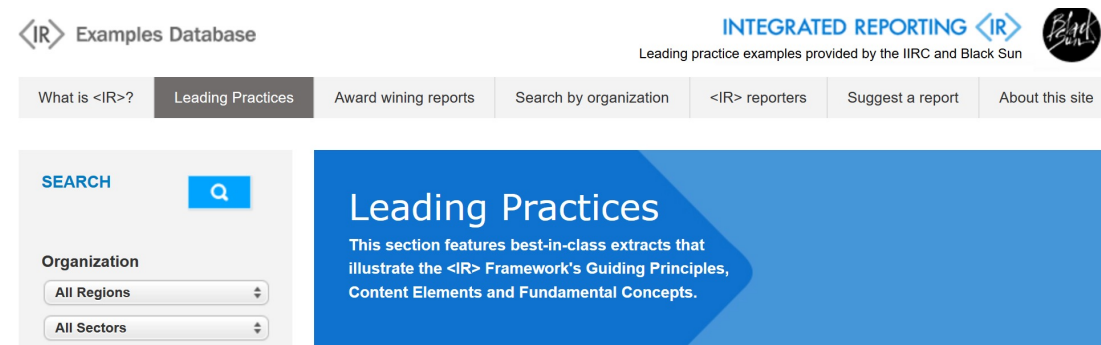 <IR> Examples Database
INTEGRATED REPORTING <IR>
Leading practice examples provided by the IIRC and Black Sun
Black
Sun
What is <IR>?
Leading Practices
Award wining reports
Search by organization
<IR> reporters
Suggest a report
About this site
SEARCH
Organization
All Regions
All Sectors
Leading Practices
This section features best-in-class extracts that
illustrate the <IR> Framework's Guiding Principles,
Content Elements and Fundamental Concepts.